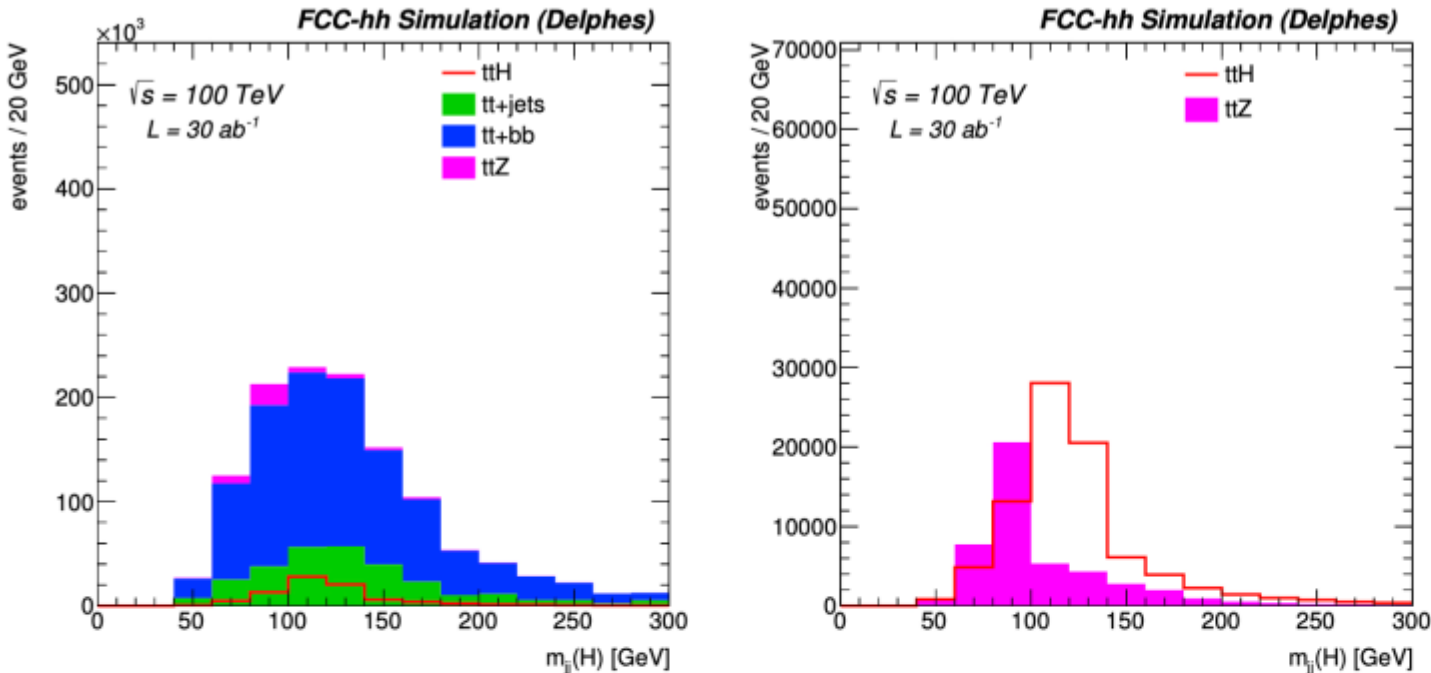 FCC-hh Simulation (Delphes)
×10³
events / 20 GeV
√s = 100 TeV
L = 30 ab⁻¹
ttH
tt+jets
tt+bb
ttZ
500
400
300
200
100
0
0 50 100 150 200 250 300
m_jj(H) [GeV]
FCC-hh Simulation (Delphes)
events / 20 GeV
√s = 100 TeV
L = 30 ab⁻¹
ttH
ttZ
70000
60000
50000
40000
30000
20000
10000
0
0 50 100 150 200 250 300
m_jj(H) [GeV]